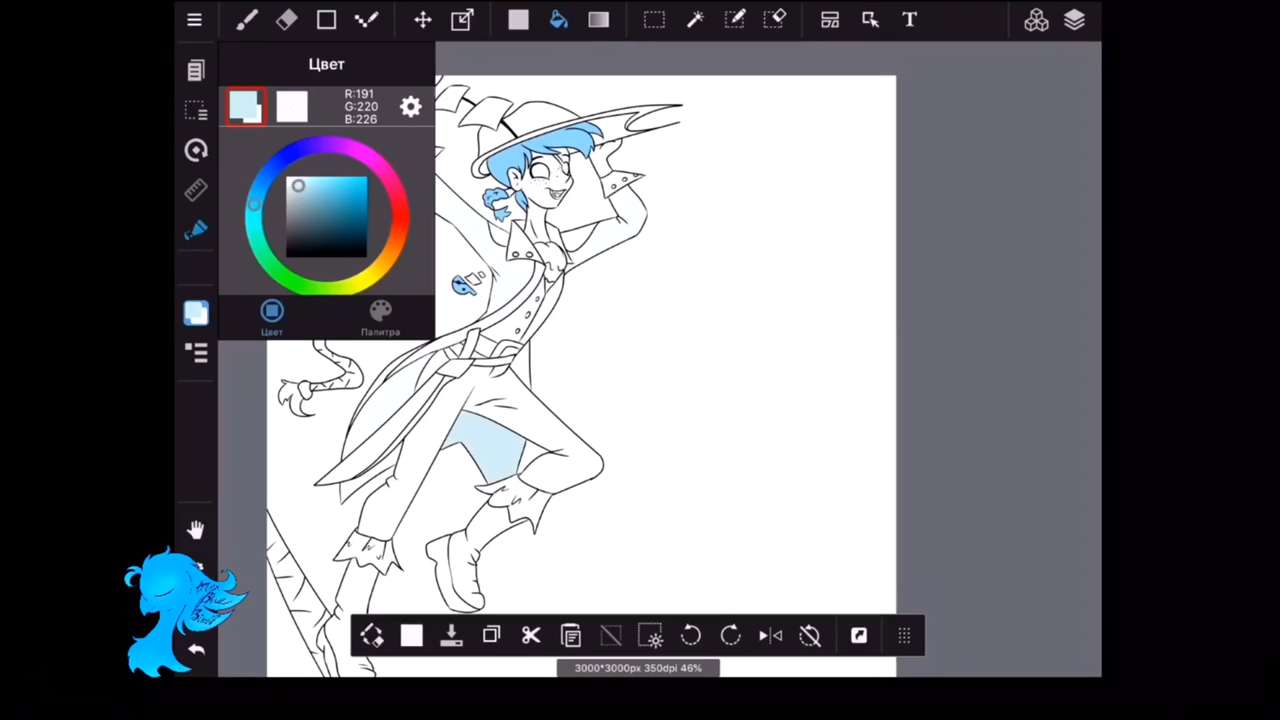 T
Цвет
R:191
G:220
B:226
Цвет
Палитра
3000*3000px 350dpi 46%